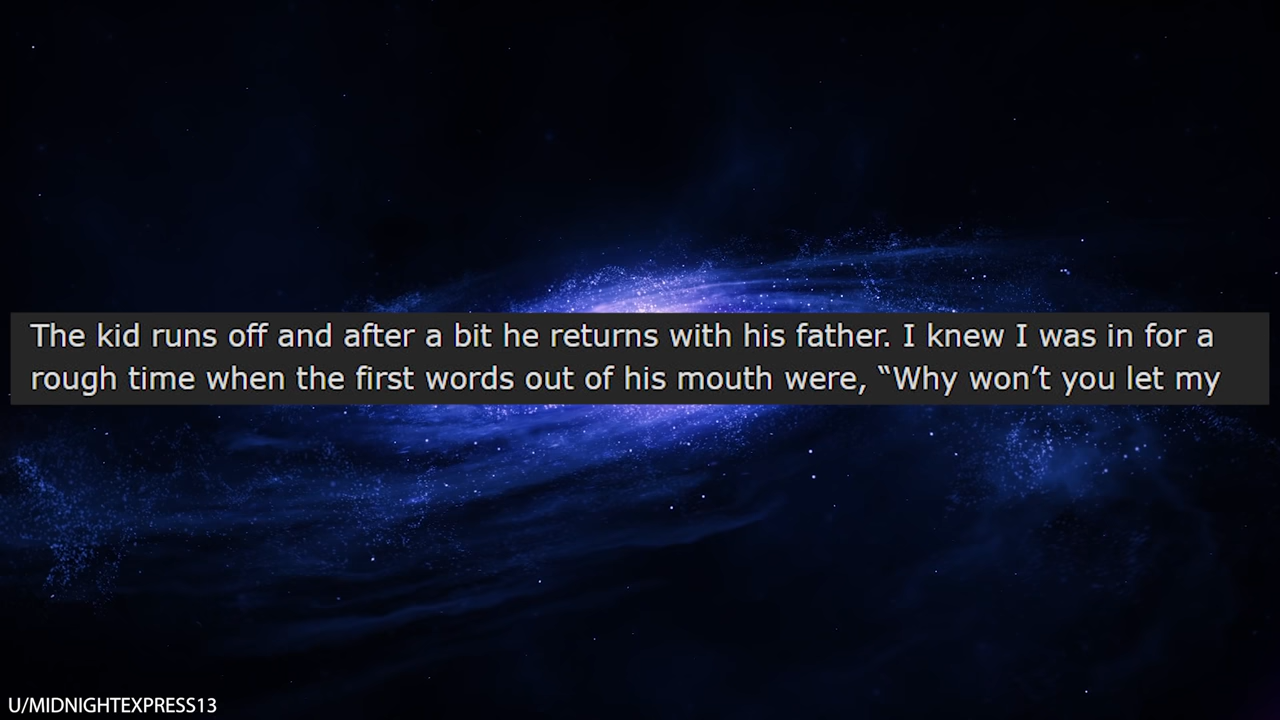 The kid runs off and after a bit he returns with his father. I knew I was in for a
rough time when the first words out of his mouth were, “Why won’t you let my
U/MIDNIGHTEXPRESS13